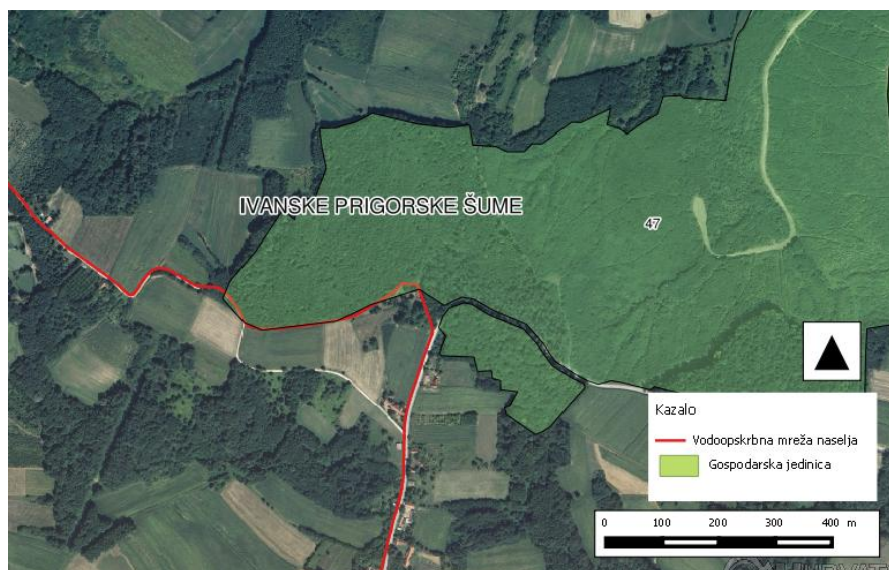 IVANSKE PRIGORSKE ŠUME
47
Kazalo
Vodoopskrbna mreža naselja
Gospodarska jedinica
0 100 200 300 400 m